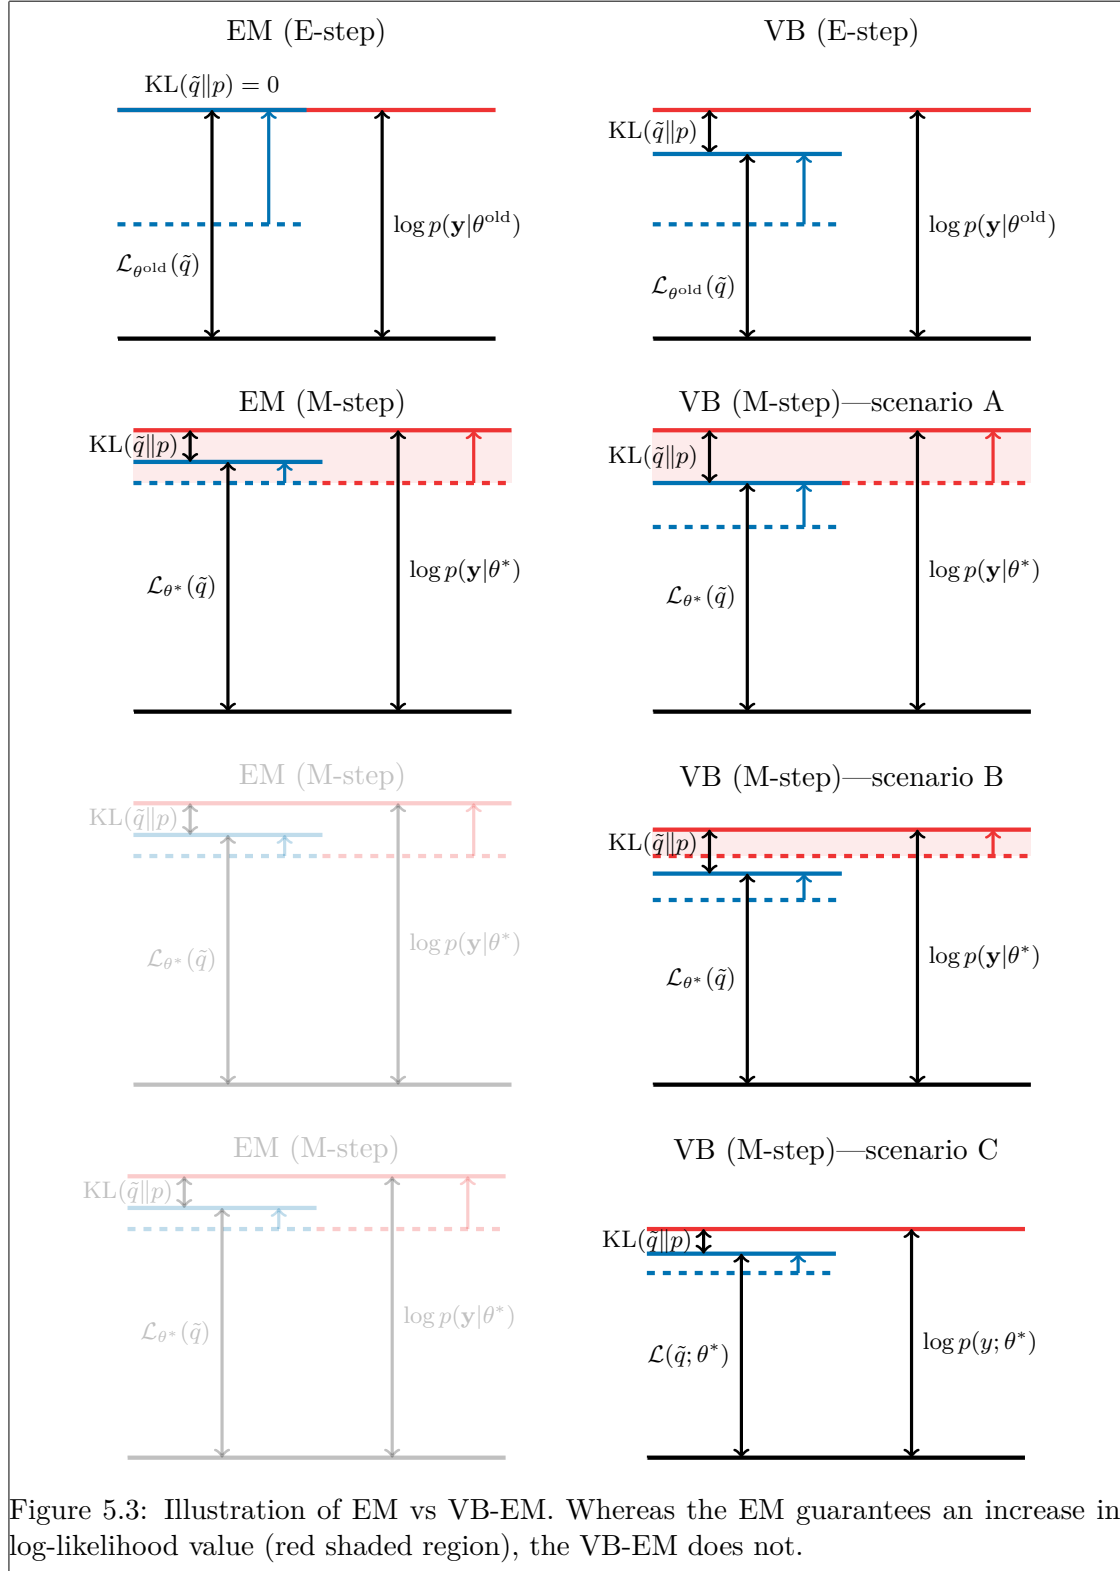 EM (E-step)
KL(q̃∥p) = 0
log p(𝐲|θ^old)
ℒ_θ^old(q̃)
VB (E-step)
KL(q̃∥p)
log p(𝐲|θ^old)
ℒ_θ^old(q̃)
EM (M-step)
KL(q̃∥p)
log p(𝐲|θ*)
ℒ_θ*(q̃)
VB (M-step)—scenario A
KL(q̃∥p)
log p(𝐲|θ*)
ℒ_θ*(q̃)
EM (M-step)
KL(q̃∥p)
log p(𝐲|θ*)
ℒ_θ*(q̃)
VB (M-step)—scenario B
KL(q̃∥p)
log p(𝐲|θ*)
ℒ_θ*(q̃)
EM (M-step)
KL(q̃∥p)
log p(𝐲|θ*)
ℒ_θ*(q̃)
VB (M-step)—scenario C
KL(q̃∥p)
log p(y; θ*)
ℒ(q̃; θ*)
Figure 5.3: Illustration of EM vs VB-EM. Whereas the EM guarantees an increase in
log-likelihood value (red shaded region), the VB-EM does not.